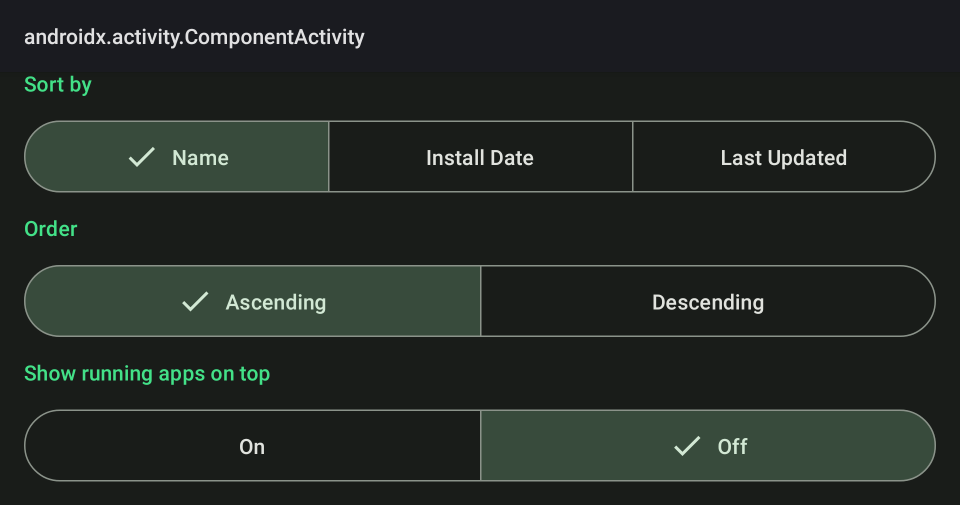 androidx.activity.ComponentActivity
Sort by
Name
Install Date
Last Updated
Order
Ascending
Descending
Show running apps on top
On
Off